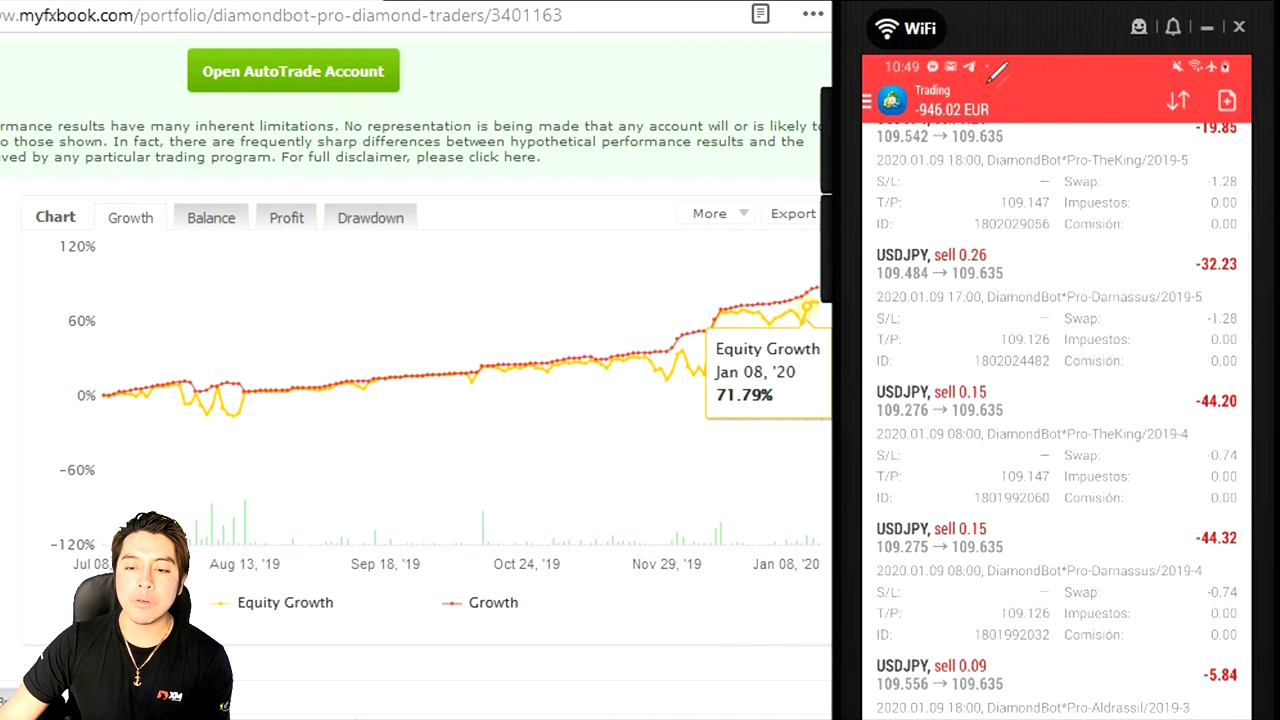 w.myfxbook.com/portfolio/diamondbot-pro-diamond-traders/3401163
Open AutoTrade Account
rmance results have many inherent limitations. No representation is being made that any account will or is likely to
o those shown. In fact, there are frequently sharp differences between hypothetical performance results and the
ved by any particular trading program. For full disclaimer, please click here.
Chart
Growth
Balance
Profit
Drawdown
More
Export
120%
60%
0%
-60%
-120%
Equity Growth
Jan 08, '20
71.79%
Jul 08,
Aug 13, '19
Sep 18, '19
Oct 24, '19
Nov 29, '19
Jan 08, '20
Equity Growth
Growth
XM
WiFi
10:49
Trading
-946.02 EUR
-19.85
109.542 → 109.635
2020.01.09 18:00, DiamondBot*Pro-TheKing/2019-5
S/L: – Swap: -1.28
T/P: 109.147 Impuestos: 0.00
ID: 1802029056 Comisión: 0.00
USDJPY, sell 0.26
-32.23
109.484 → 109.635
2020.01.09 17:00, DiamondBot*Pro-Darnassus/2019-5
S/L: – Swap: -1.28
T/P: 109.126 Impuestos: 0.00
ID: 1802024482 Comisión: 0.00
USDJPY, sell 0.15
-44.20
109.276 → 109.635
2020.01.09 08:00, DiamondBot*Pro-TheKing/2019-4
S/L: – Swap: -0.74
T/P: 109.147 Impuestos: 0.00
ID: 1801992060 Comisión: 0.00
USDJPY, sell 0.15
-44.32
109.275 → 109.635
2020.01.09 08:00, DiamondBot*Pro-Darnassus/2019-4
S/L: – Swap: -0.74
T/P: 109.126 Impuestos: 0.00
ID: 1801992032 Comisión: 0.00
USDJPY, sell 0.09
-5.84
109.556 → 109.635
2020.01.09 18:00, DiamondBot*Pro-Aldrassil/2019-3